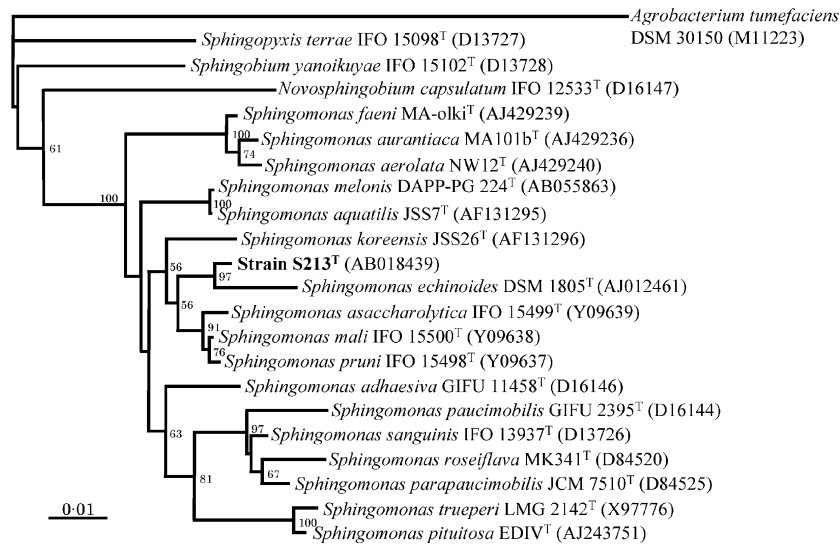 Agrobacterium tumefaciens
Sphingopyxis terrae IFO 15098ᵀ (D13727)
DSM 30150 (M11223)
Sphingobium yanoikuyae IFO 15102ᵀ (D13728)
Novosphingobium capsulatum IFO 12533ᵀ (D16147)
Sphingomonas faeni MA-olkiᵀ (AJ429239)
100
Sphingomonas aurantiaca MA101bᵀ (AJ429236)
61
74
Sphingomonas aerolata NW12ᵀ (AJ429240)
Sphingomonas melonis DAPP-PG 224ᵀ (AB055863)
100
100
Sphingomonas aquatilis JSS7ᵀ (AF131295)
Sphingomonas koreensis JSS26ᵀ (AF131296)
56
Strain S213ᵀ (AB018439)
97
Sphingomonas echinoides DSM 1805ᵀ (AJ012461)
56
Sphingomonas asaccharolytica IFO 15499ᵀ (Y09639)
91
Sphingomonas mali IFO 15500ᵀ (Y09638)
76
Sphingomonas pruni IFO 15498ᵀ (Y09637)
Sphingomonas adhaesiva GIFU 11458ᵀ (D16146)
Sphingomonas paucimobilis GIFU 2395ᵀ (D16144)
63
97
Sphingomonas sanguinis IFO 13937ᵀ (D13726)
Sphingomonas roseiflava MK341ᵀ (D84520)
67
81
Sphingomonas parapaucimobilis JCM 7510ᵀ (D84525)
0·01
Sphingomonas trueperi LMG 2142ᵀ (X97776)
100
Sphingomonas pituitosa EDIVᵀ (AJ243751)